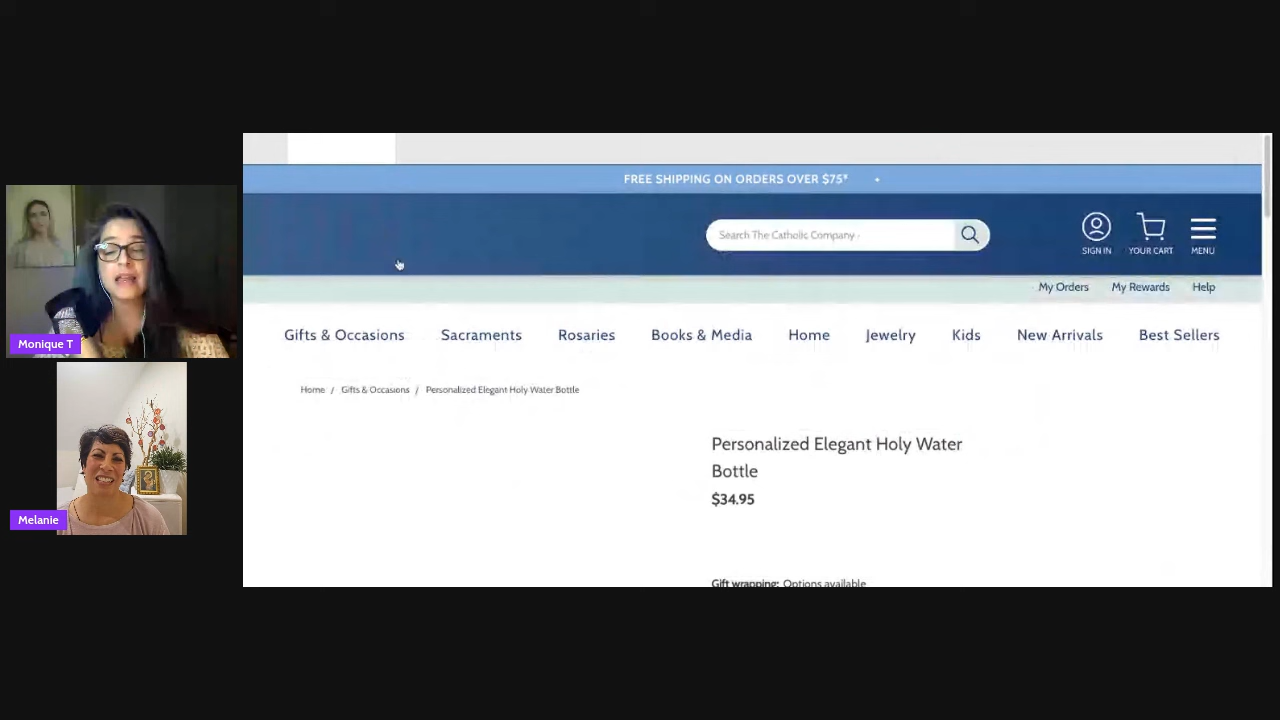 FREE SHIPPING ON ORDERS OVER $75*
Search The Catholic Company -
SIGN IN
YOUR CART
MENU
My Orders
My Rewards
Help
Gifts & Occasions
Sacraments
Rosaries
Books & Media
Home
Jewelry
Kids
New Arrivals
Best Sellers
Home / Gifts & Occasions / Personalized Elegant Holy Water Bottle
Personalized Elegant Holy Water
Bottle
$34.95
Gift wrapping: Options available
Monique T
Melanie